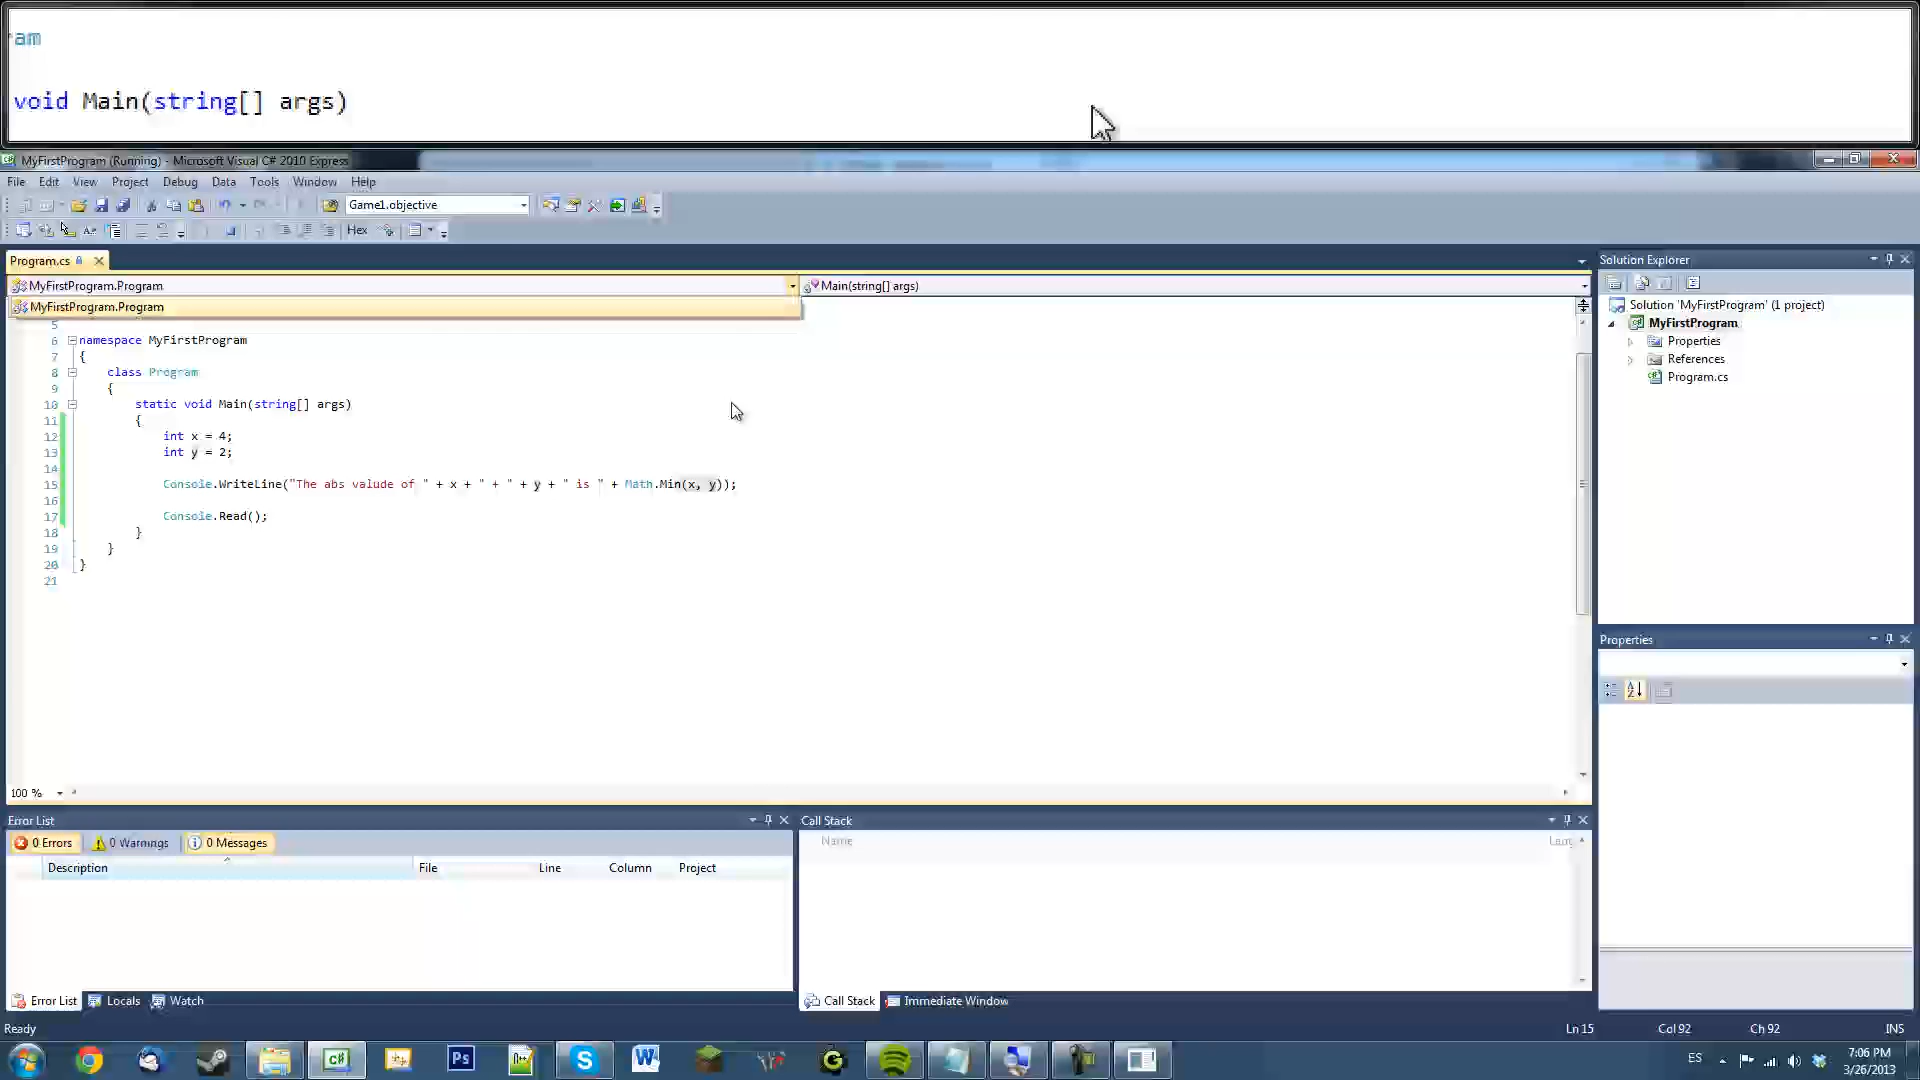 am
void Main(string[] args)
MyFirstProgram (Running) - Microsoft Visual C# 2010 Express
File Edit View Project Debug Data Tools Window Help
Game1.objective
Hex
Program.cs
MyFirstProgram.Program
Main(string[] args)
MyFirstProgram.Program
5
6 namespace MyFirstProgram
7 {
8 class Program
9 {
10 static void Main(string[] args)
11 {
12 int x = 4;
13 int y = 2;
14
15 Console.WriteLine("The abs valude of " + x + " + " + y + " is " + Math.Min(x, y));
16
17 Console.Read();
18 }
19 }
20 }
21
100 %
Solution Explorer
Solution 'MyFirstProgram' (1 project)
MyFirstProgram
Properties
References
Program.cs
Properties
Error List
0 Errors 0 Warnings 0 Messages
Description File Line Column Project
Error List Locals Watch
Call Stack
Name Lang
Call Stack Immediate Window
Ready Ln 15 Col 92 Ch 92 INS
Ps
ES
7:06 PM
3/26/2013